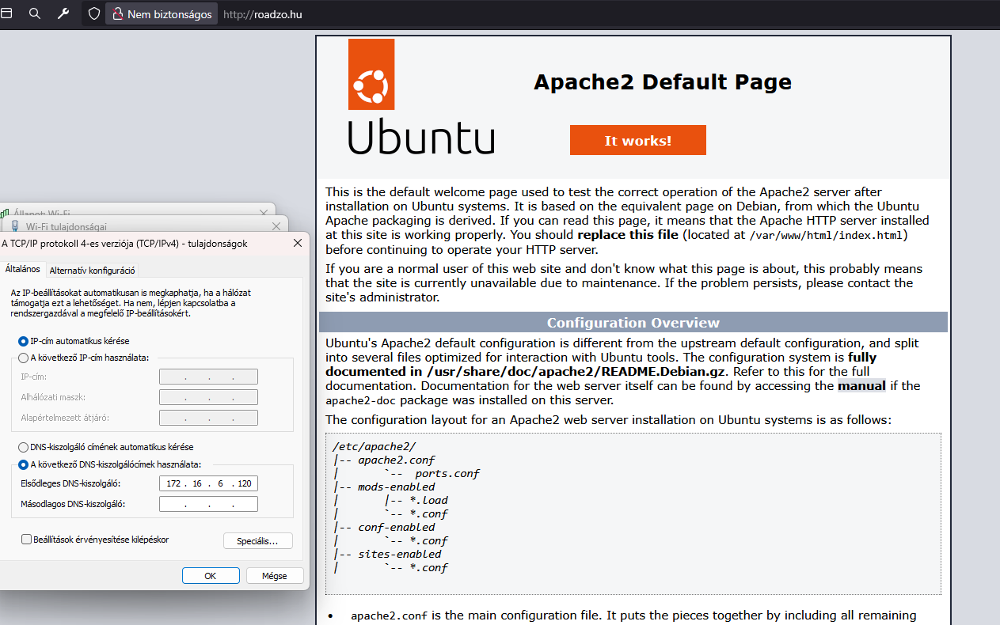 Nem biztonságos
http://roadzo.hu
Apache2 Default Page
Ubuntu
It works!
This is the default welcome page used to test the correct operation of the Apache2 server after
installation on Ubuntu systems. It is based on the equivalent page on Debian, from which the Ubuntu
Apache packaging is derived. If you can read this page, it means that the Apache HTTP server installed
at this site is working properly. You should replace this file (located at /var/www/html/index.html)
before continuing to operate your HTTP server.
If you are a normal user of this web site and don't know what this page is about, this probably means
that the site is currently unavailable due to maintenance. If the problem persists, please contact the
site's administrator.
Configuration Overview
Ubuntu's Apache2 default configuration is different from the upstream default configuration, and split
into several files optimized for interaction with Ubuntu tools. The configuration system is fully
documented in /usr/share/doc/apache2/README.Debian.gz. Refer to this for the full
documentation. Documentation for the web server itself can be found by accessing the manual if the
apache2-doc package was installed on this server.
The configuration layout for an Apache2 web server installation on Ubuntu systems is as follows:
/etc/apache2/
|-- apache2.conf
|       `--  ports.conf
|-- mods-enabled
|       |-- *.load
|       `-- *.conf
|-- conf-enabled
|       `-- *.conf
|-- sites-enabled
|       `-- *.conf
• apache2.conf is the main configuration file. It puts the pieces together by including all remaining
Állapot: Wi-Fi
Wi-Fi tulajdonságai
A TCP/IP protokoll 4-es verziója (TCP/IPv4) - tulajdonságok
Általános
Alternatív konfiguráció
Az IP-beállításokat automatikusan is megkaphatja, ha a hálózat
támogatja ezt a lehetőséget. Ha nem, lépjen kapcsolatba a
rendszergazdával a megfelelő IP-beállításokért.
IP-cím automatikus kérése
A következő IP-cím használata:
IP-cím:
Alhálózati maszk:
Alapértelmezett átjáró:
DNS-kiszolgáló címének automatikus kérése
A következő DNS-kiszolgálócímek használata:
Elsődleges DNS-kiszolgáló:
172 . 16 . 6 . 120
Másodlagos DNS-kiszolgáló:
Beállítások érvényesítése kilépéskor
Speciális...
OK
Mégse